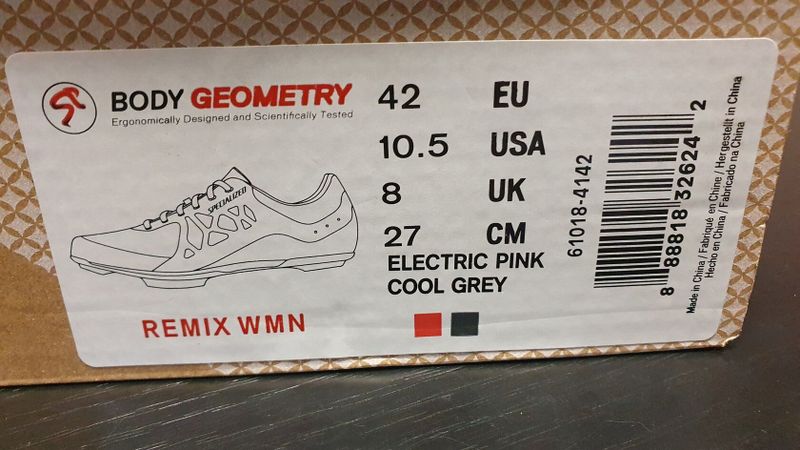 BODY GEOMETRY
Ergonomically Designed and Scientifically Tested
SPECIALIZED
REMIX WMN
42 EU
10.5 USA
8 UK
27 CM
ELECTRIC PINK
COOL GREY
61018-4142
8 88818 32624 2
Made in China / Fabriqué en Chine / Hergestellt in China
Hecho en China / Fabricado na China